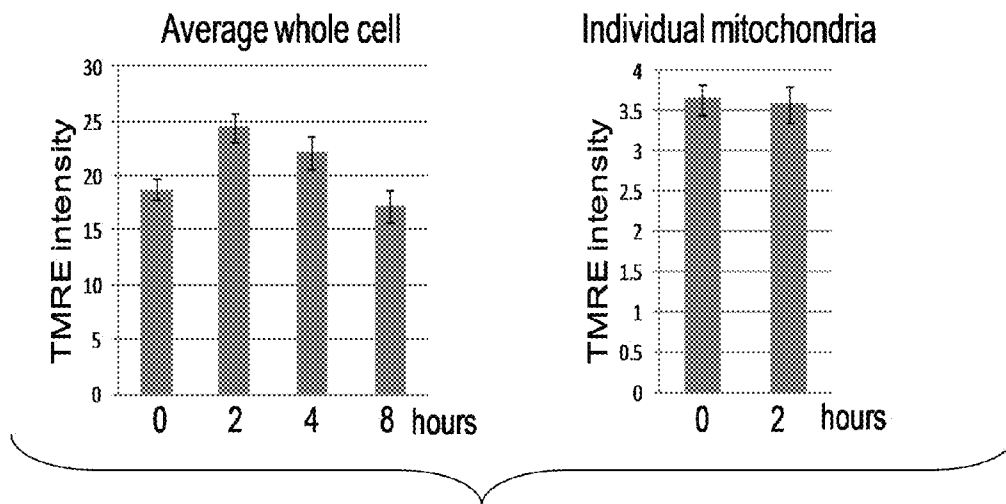 Average whole cell
TMRE intensity
30
25
20
15
10
5
0
0 2 4 8 hours
Individual mitochondria
TMRE intensity
4
3.5
3
2.5
2
1.5
1
0.5
0
0 2 hours